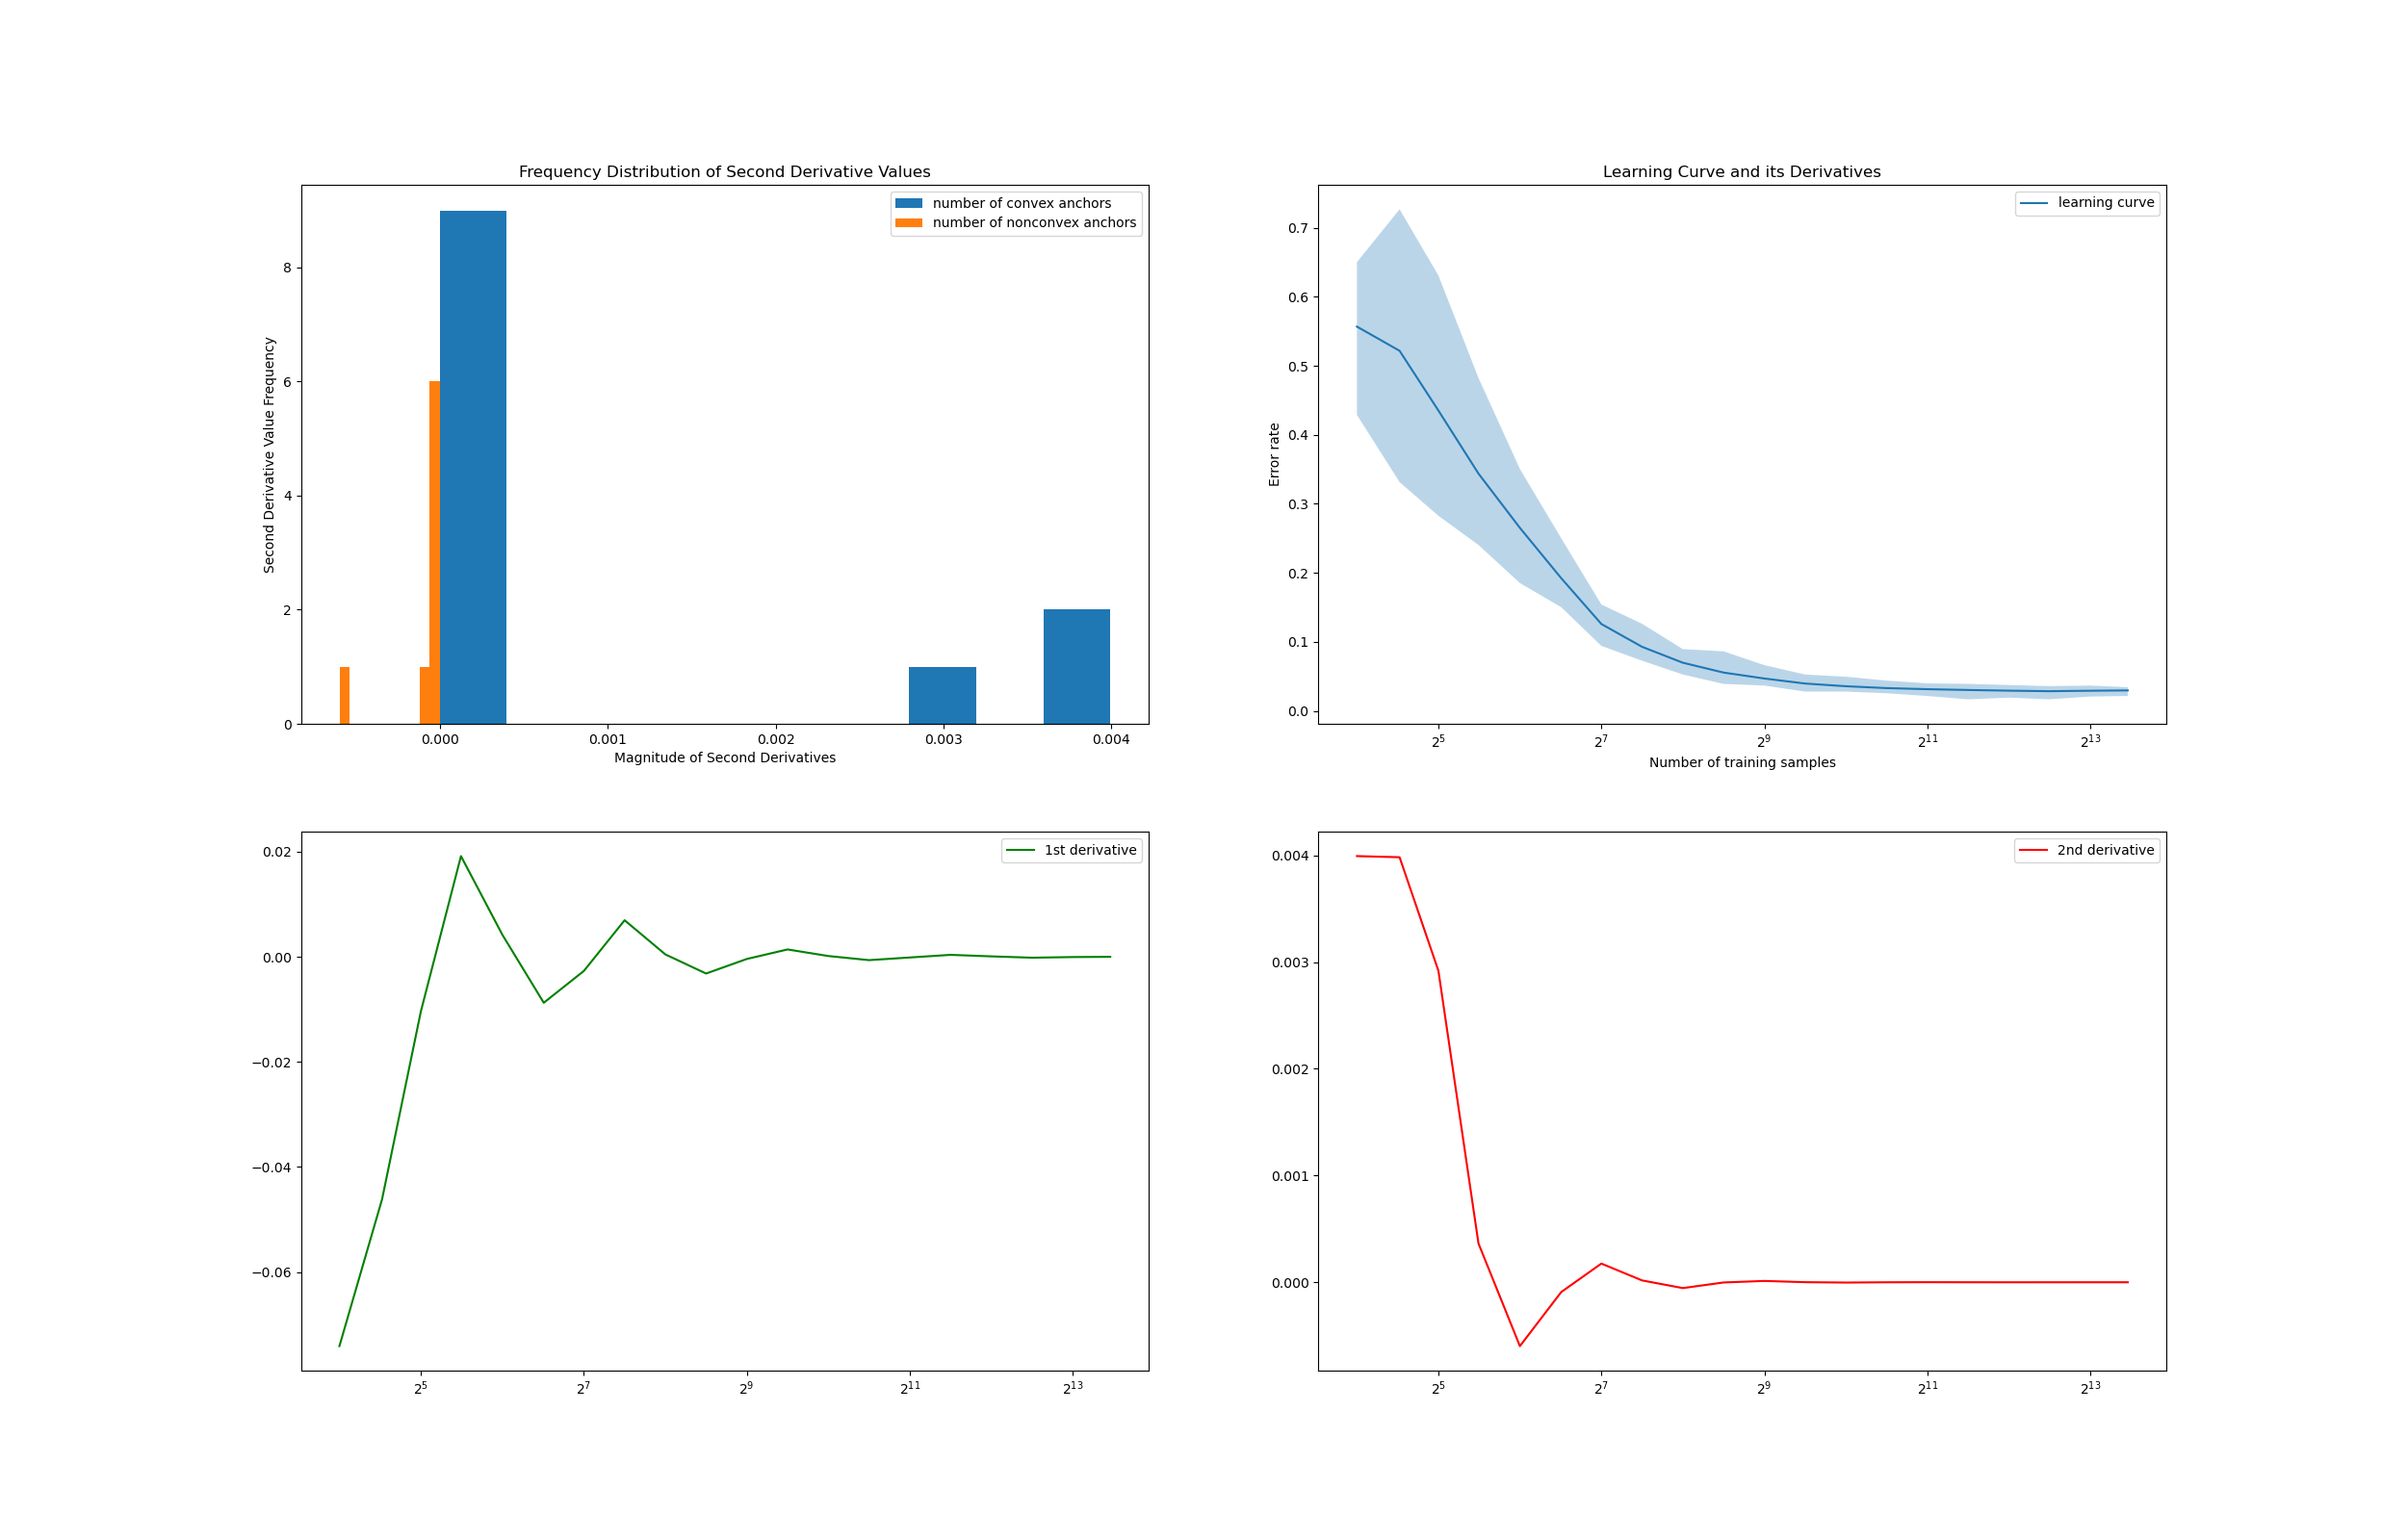 Frequency Distribution of Second Derivative Values
number of convex anchors
number of nonconvex anchors
Second Derivative Value Frequency
8
6
4
2
0
0.000 0.001 0.002 0.003 0.004
Magnitude of Second Derivatives
Learning Curve and its Derivatives
learning curve
Error rate
0.7
0.6
0.5
0.4
0.3
0.2
0.1
0.0
2^5 2^7 2^9 2^11 2^13
Number of training samples
1st derivative
0.02
0.00
−0.02
−0.04
−0.06
2^5 2^7 2^9 2^11 2^13
2nd derivative
0.004
0.003
0.002
0.001
0.000
2^5 2^7 2^9 2^11 2^13